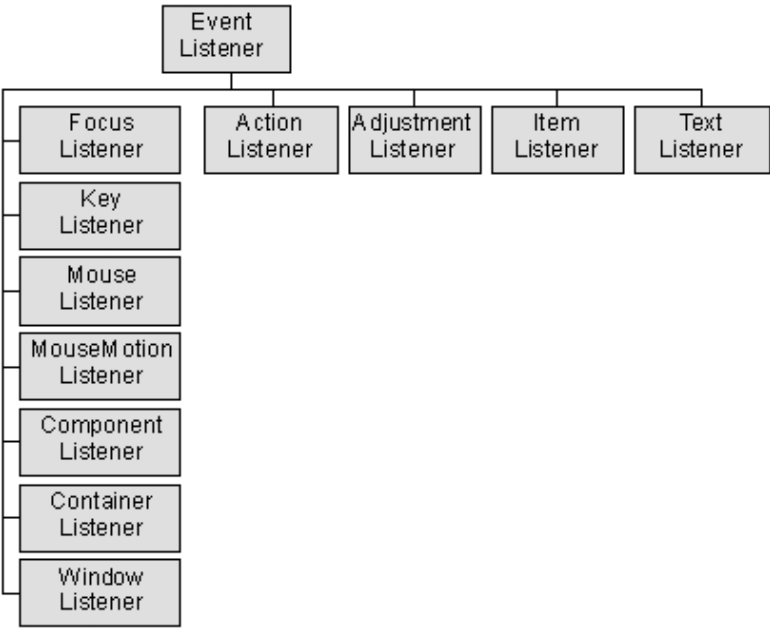 Event
Listener
Focus
Listener
Action
Listener
Adjustment
Listener
Item
Listener
Text
Listener
Key
Listener
Mouse
Listener
MouseMotion
Listener
Component
Listener
Container
Listener
Window
Listener